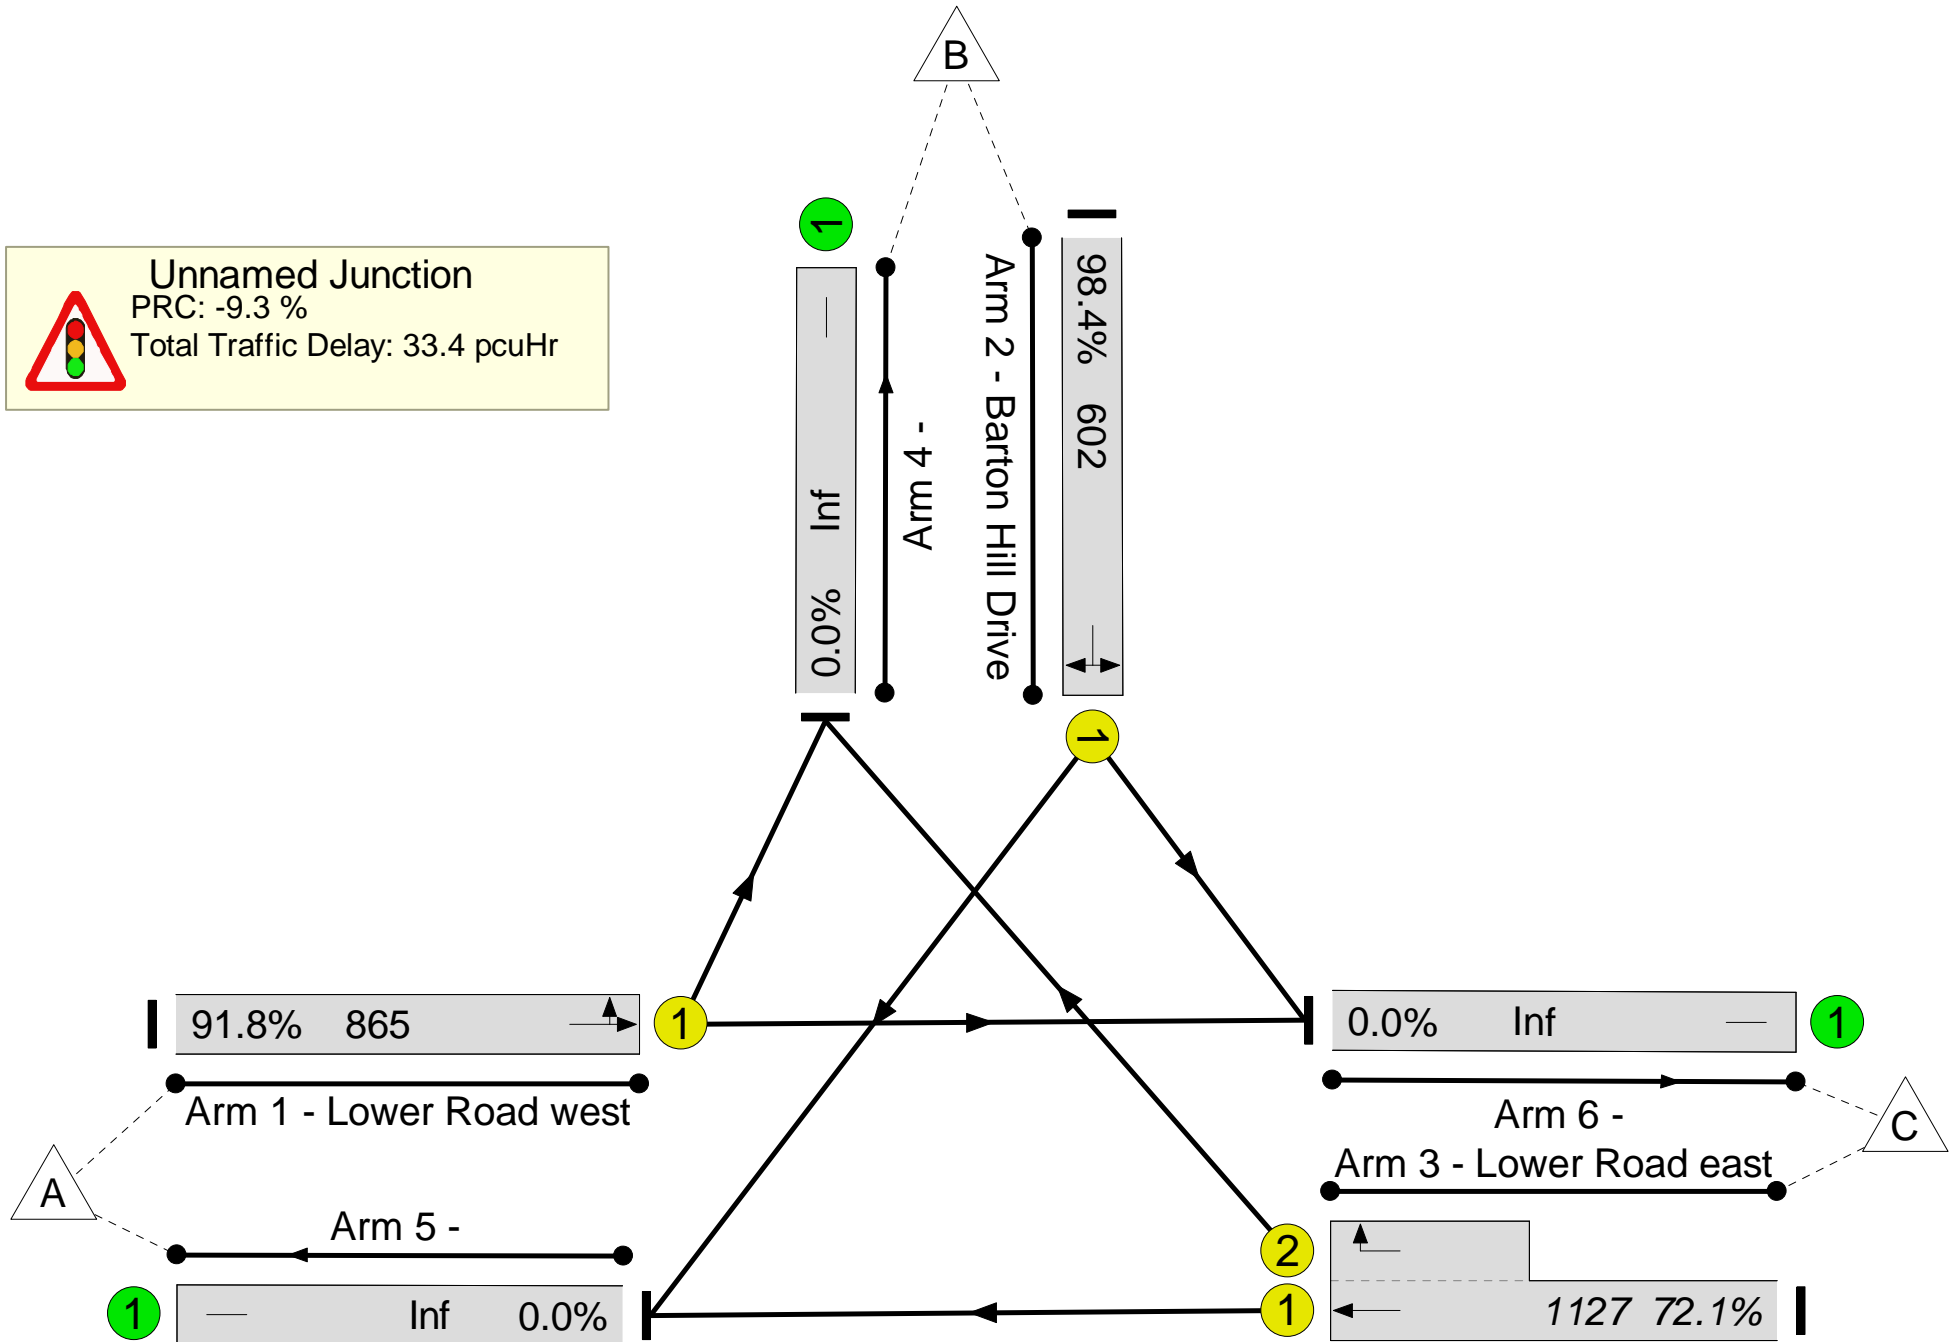 B
Unnamed Junction
PRC: -9.3 %
Total Traffic Delay: 33.4 pcuHr
1
0.0% Inf
Arm 4 -
Arm 2 - Barton Hill Drive
98.4% 602
1
91.8% 865
1
Arm 1 - Lower Road west
0.0% Inf
1
Arm 6 -
Arm 3 - Lower Road east
C
A
Arm 5 -
1
Inf 0.0%
2
1
1127 72.1%